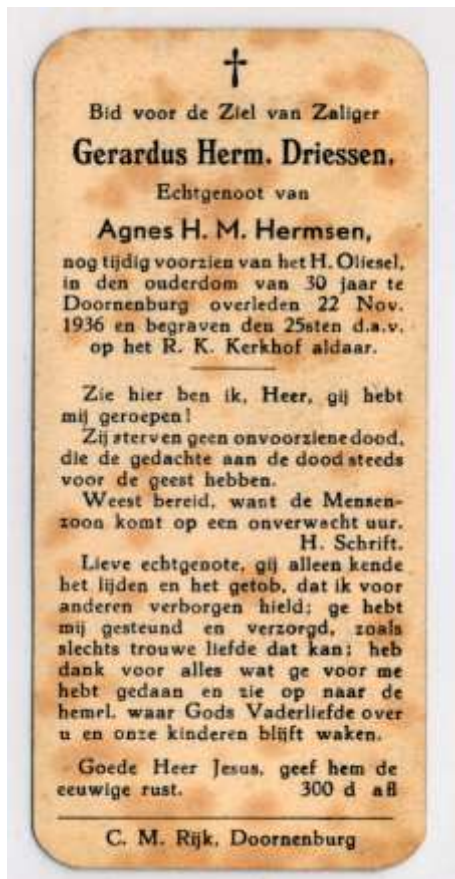 Bid voor de Ziel van Zaliger
Gerardus Herm. Driessen,
Echtgenoot van
Agnes H. M. Hermsen,
nog tijdig voorzien van het H. Oliesel,
in den ouderdom van 30 jaar te
Doornenburg overleden 22 Nov.
1936 en begraven den 25sten d.a.v.
op het R. K. Kerkhof aldaar.
Zie hier ben ik, Heer, gij hebt
mij geroepen!
Zij sterven geen onvoorziene dood,
die de gedachte aan de dood steeds
voor de geest hebben.
Weest bereid, want de Mensen-
zoon komt op een onverwacht uur.
H. Schrift.
Lieve echtgenote, gij alleen kende
het lijden en het getob, dat ik voor
anderen verborgen hield; ge hebt
mij gesteund en verzorgd, zoals
slechts trouwe liefde dat kan; heb
dank voor alles wat ge voor me
hebt gedaan en zie op naar de
hemel, waar Gods Vaderliefde over
u en onze kinderen blijft waken.
Goede Heer Jesus, geef hem de
eeuwige rust. 300 d afl
C. M. Rijk, Doornenburg